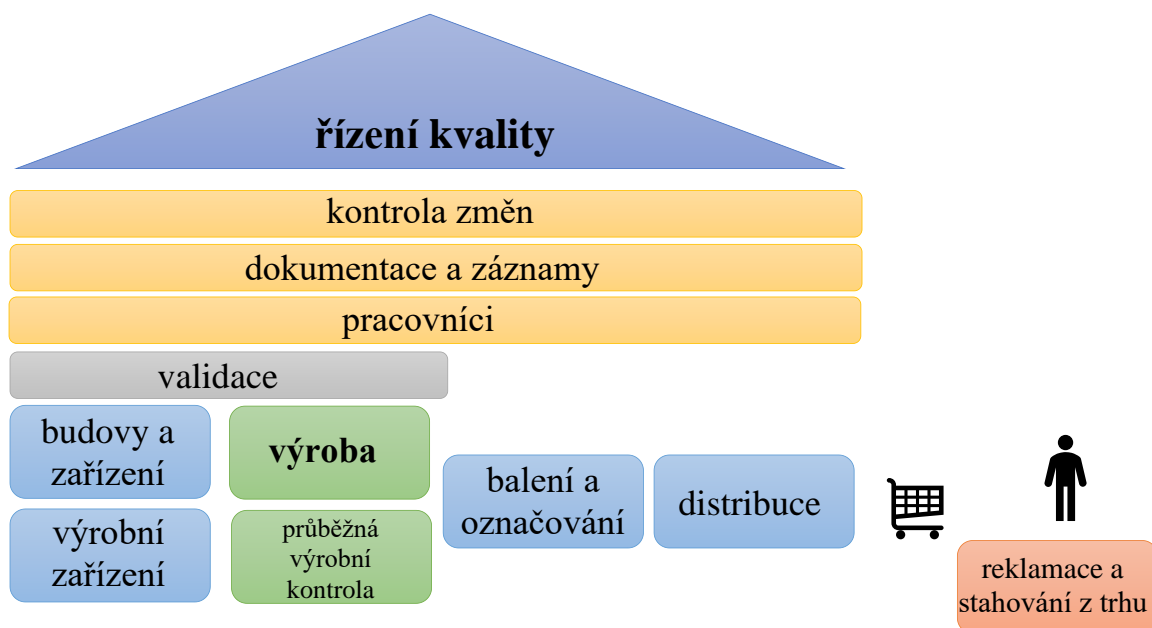 řízení kvality
kontrola změn
dokumentace a záznamy
pracovníci
validace
budovy a
zařízení
výroba
výrobní
zařízení
průběžná
výrobní
kontrola
balení a
označování
distribuce
reklamace a
stahování z trhu